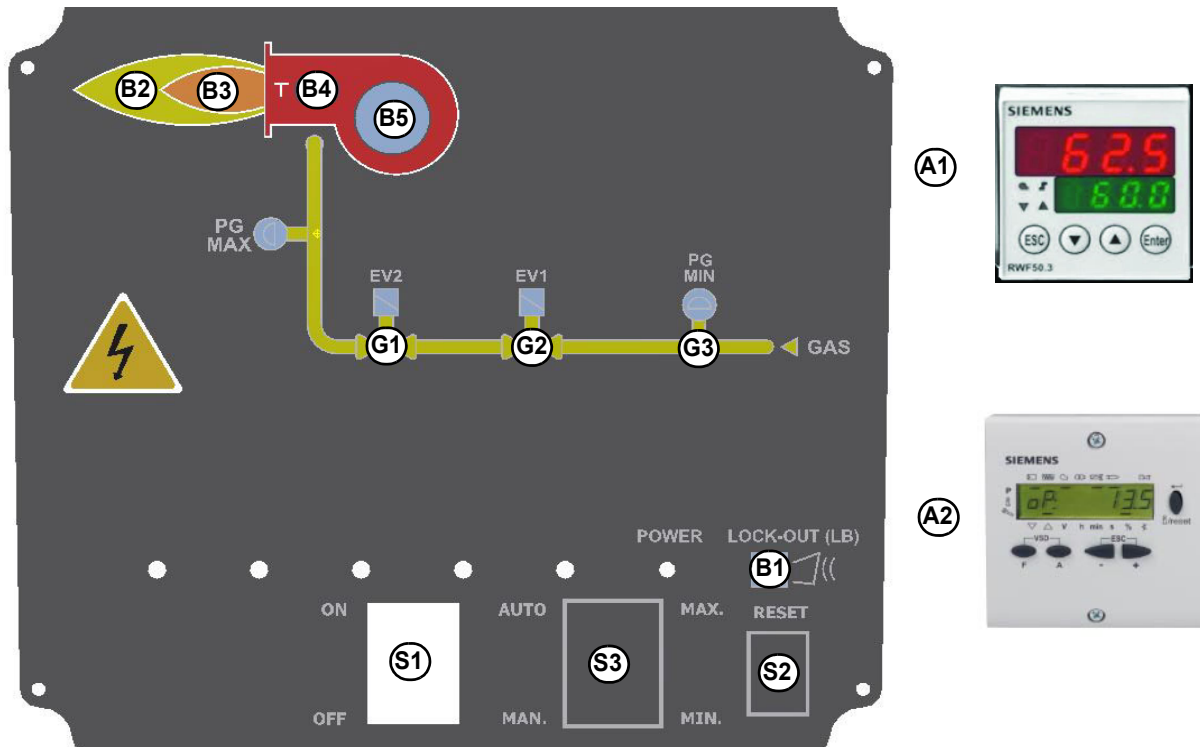 B2
B3
T
B4
B5
A1
SIEMENS
62.5
60.0
ESC
Enter
RWF50.3
PG
MAX
EV2
EV1
PG
MIN
G1
G2
G3
GAS
A2
SIEMENS
P
oP: 13.5
V h min s %
reset
VSD
ESC
F A - +
POWER
LOCK-OUT (LB)
B1
ON
AUTO
MAX.
RESET
S1
S3
S2
OFF
MAN.
MIN.